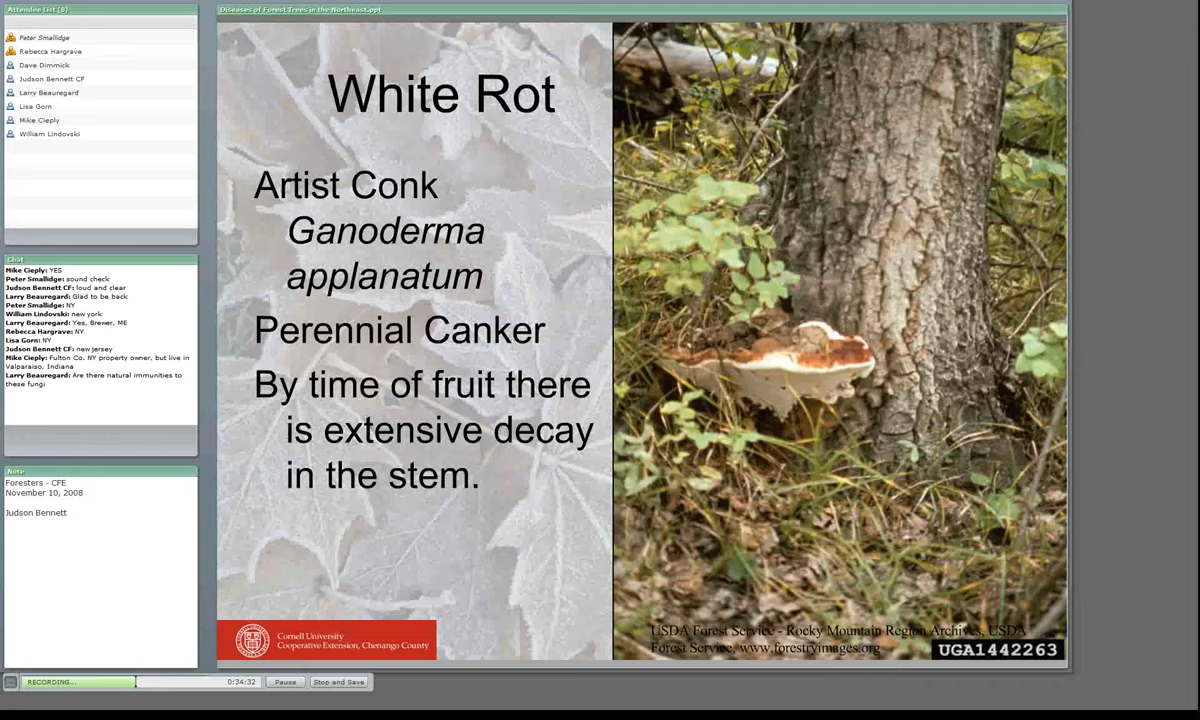 Attendee List (8)
Peter Smallidge
Rebecca Hargrave
Dave Dimmick
Judson Bennett CF
Larry Beauregard
Lisa Gorn
Mike Cieply
William Lindovski
Chat
Mike Cieply: YES
Peter Smallidge: sound check
Judson Bennett CF: loud and clear
Larry Beauregard: Glad to be back
Peter Smallidge: NY
William Lindovski: new york
Larry Beauregard: Yes, Brewer, ME
Rebecca Hargrave: NY
Lisa Gorn: NY
Judson Bennett CF: new jersey
Mike Cieply: Fulton Co. NY property owner, but live in
Valparaiso, Indiana
Larry Beauregard: Are there natural immunities to
these fungi
Note
Foresters - CFE
November 10, 2008
Judson Bennett
Diseases of Forest Trees in the Northeast.ppt
White Rot
Artist Conk
Ganoderma
applanatum
Perennial Canker
By time of fruit there
is extensive decay
in the stem.
Cornell University
Cooperative Extension, Chenango County
USDA Forest Service - Rocky Mountain Region Archives, USDA
Forest Service, www.forestryimages.org
UGA1442263
RECORDING...
0:34:32
Pause
Stop and Save